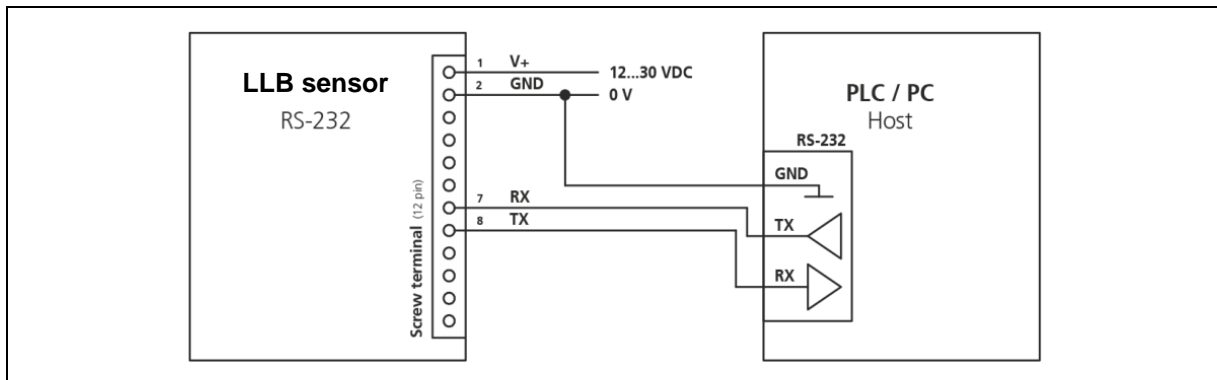 LLB sensor
RS-232
Screw terminal (12 pin)
1 V+ 12...30 VDC
2 GND 0 V
7 RX
8 TX
PLC / PC
Host
RS-232
GND
TX
RX